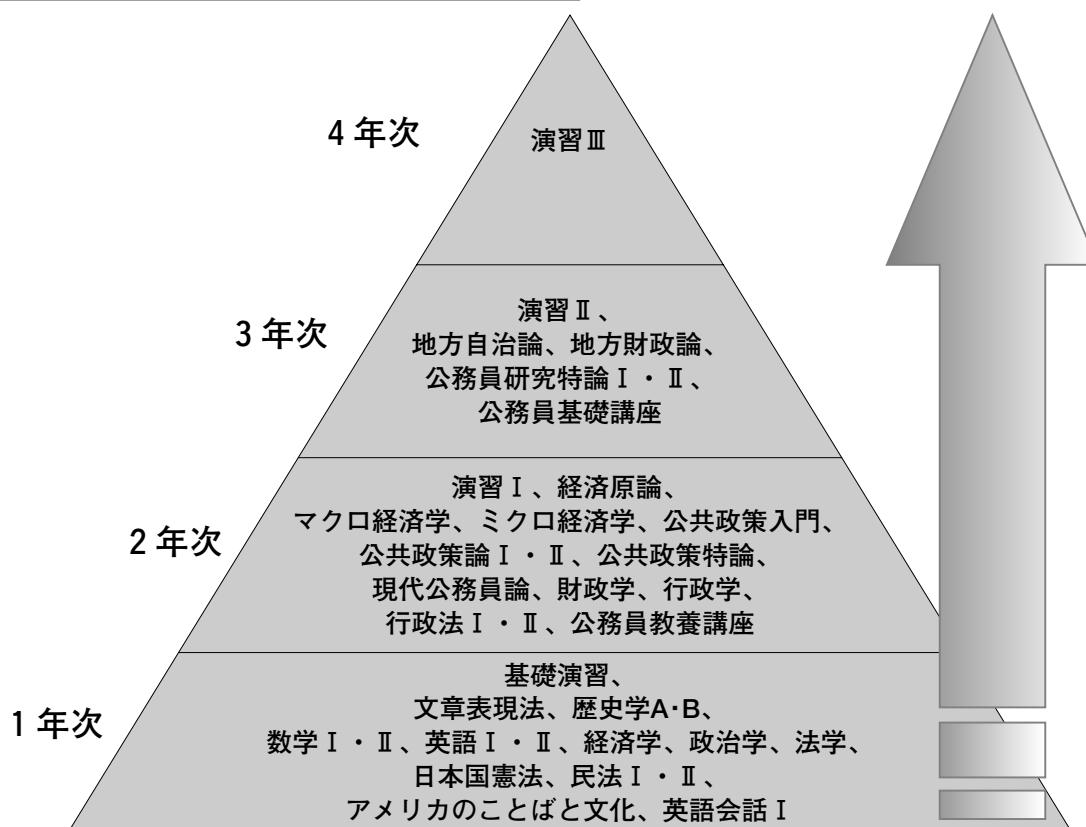 4年次
演習Ⅲ
3年次
演習Ⅱ、
地方自治論、地方財政論、
公務員研究特論Ⅰ・Ⅱ、
公務員基礎講座
2年次
演習Ⅰ、経済原論、
マクロ経済学、ミクロ経済学、公共政策入門、
公共政策論Ⅰ・Ⅱ、公共政策特論、
現代公務員論、財政学、行政学、
行政法Ⅰ・Ⅱ、公務員教養講座
1年次
基礎演習、
文章表現法、歴史学A・B、
数学Ⅰ・Ⅱ、英語Ⅰ・Ⅱ、経済学、政治学、法学、
日本国憲法、民法Ⅰ・Ⅱ、
アメリカのことばと文化、英語会話Ⅰ